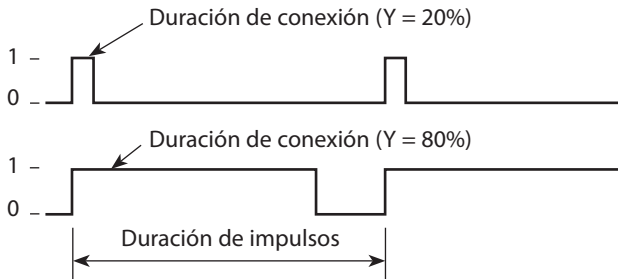 Duración de conexión (Y = 20%)
1
0
Duración de conexión (Y = 80%)
1
0
Duración de impulsos